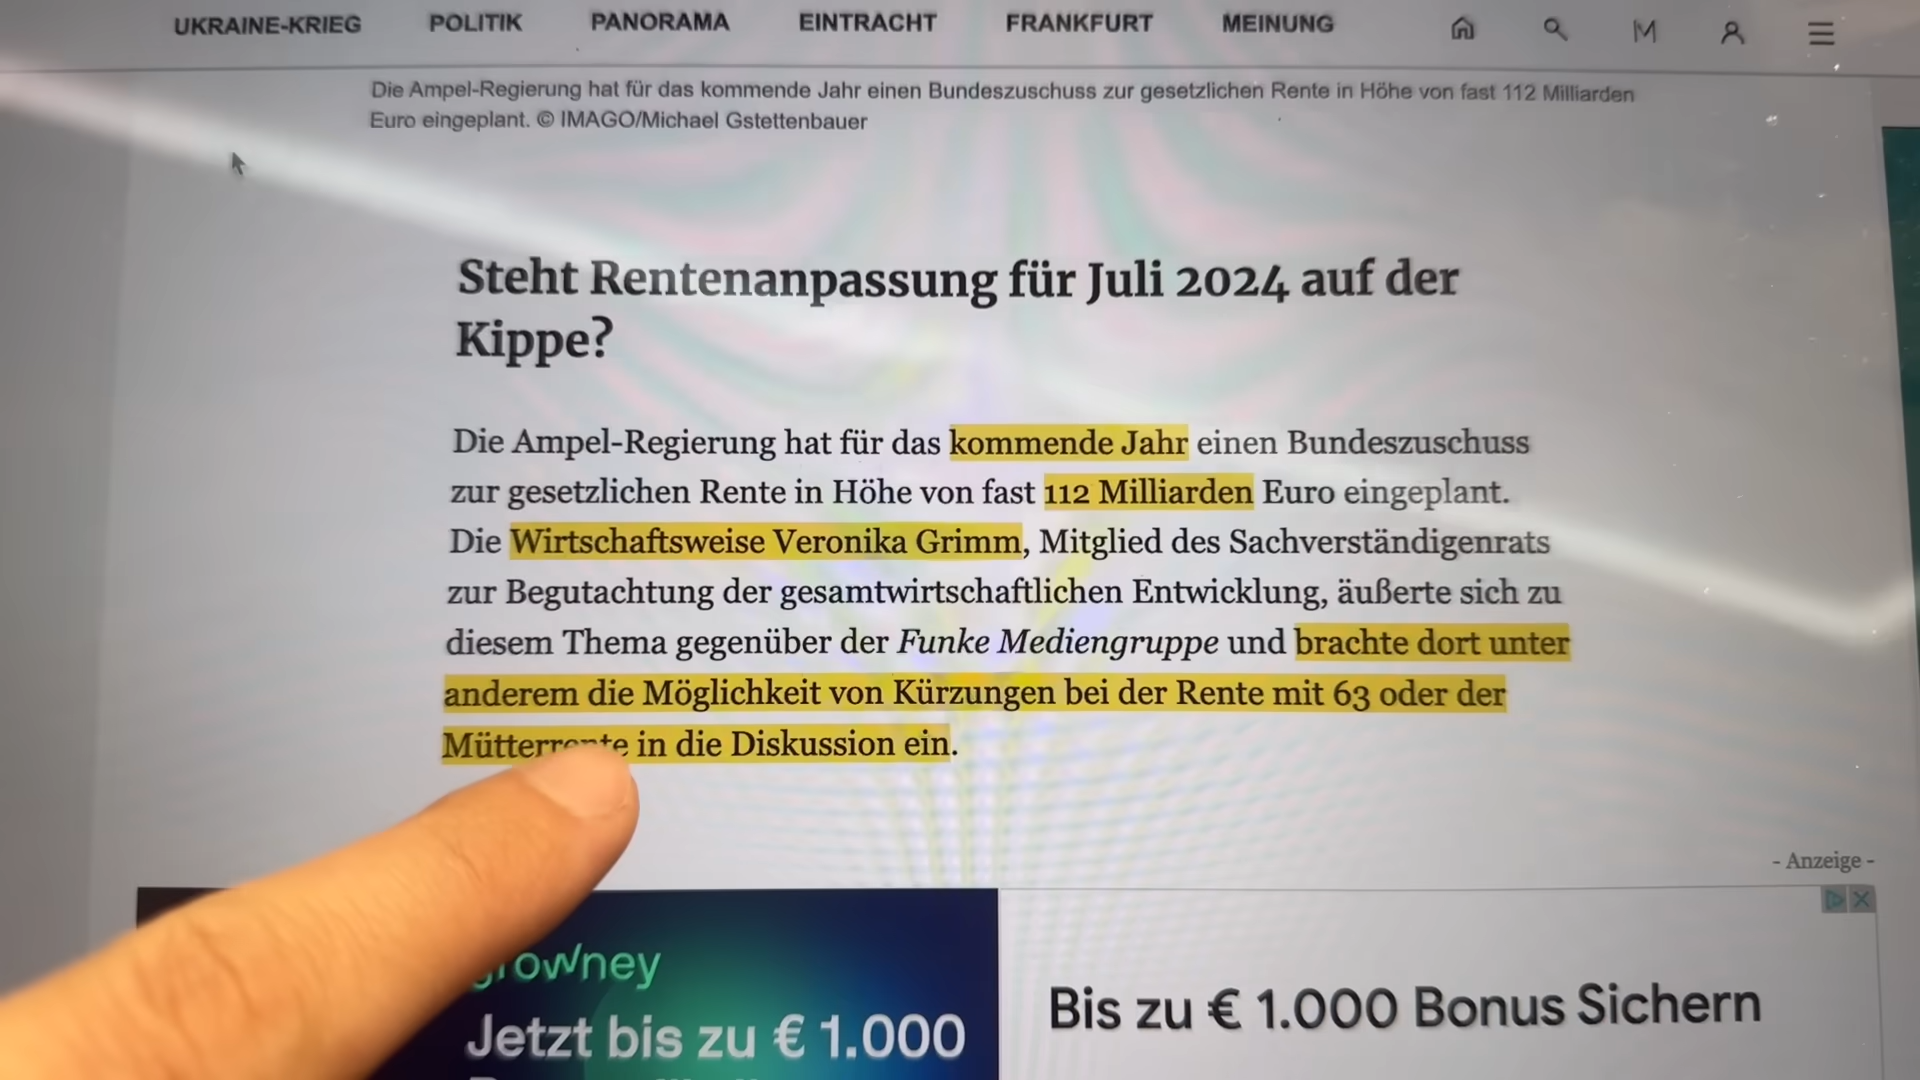 UKRAINE-KRIEG POLITIK PANORAMA EINTRACHT FRANKFURT MEINUNG
Die Ampel-Regierung hat für das kommende Jahr einen Bundeszuschuss zur gesetzlichen Rente in Höhe von fast 112 Milliarden
Euro eingeplant. © IMAGO/Michael Gstettenbauer
Steht Rentenanpassung für Juli 2024 auf der
Kippe?
Die Ampel-Regierung hat für das kommende Jahr einen Bundeszuschuss
zur gesetzlichen Rente in Höhe von fast 112 Milliarden Euro eingeplant.
Die Wirtschaftsweise Veronika Grimm, Mitglied des Sachverständigenrats
zur Begutachtung der gesamtwirtschaftlichen Entwicklung, äußerte sich zu
diesem Thema gegenüber der Funke Mediengruppe und brachte dort unter
anderem die Möglichkeit von Kürzungen bei der Rente mit 63 oder der
Mütterrente in die Diskussion ein.
- Anzeige -
growney
Jetzt bis zu € 1.000
Bis zu € 1.000 Bonus Sichern